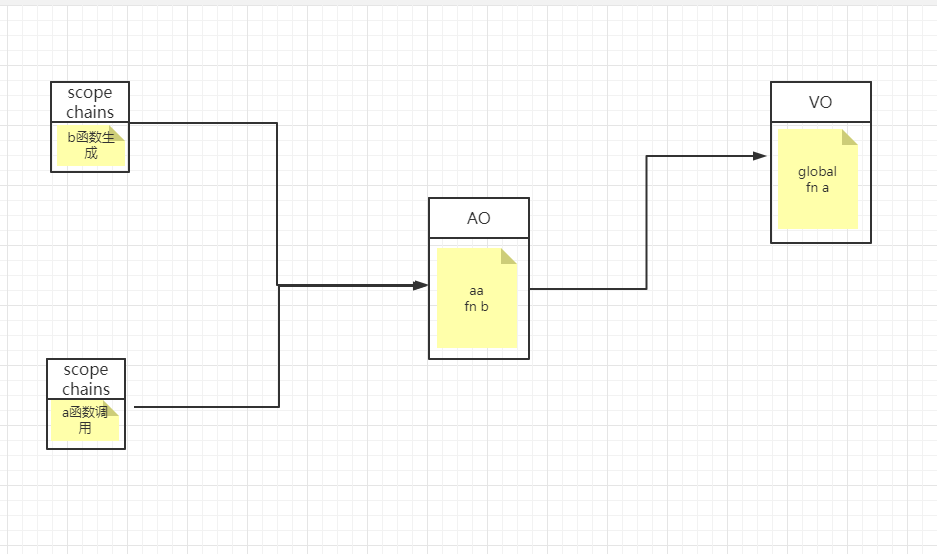 scope
chains
b函数生
成
scope
chains
a函数调
用
AO
aa
fn b
VO
global
fn a